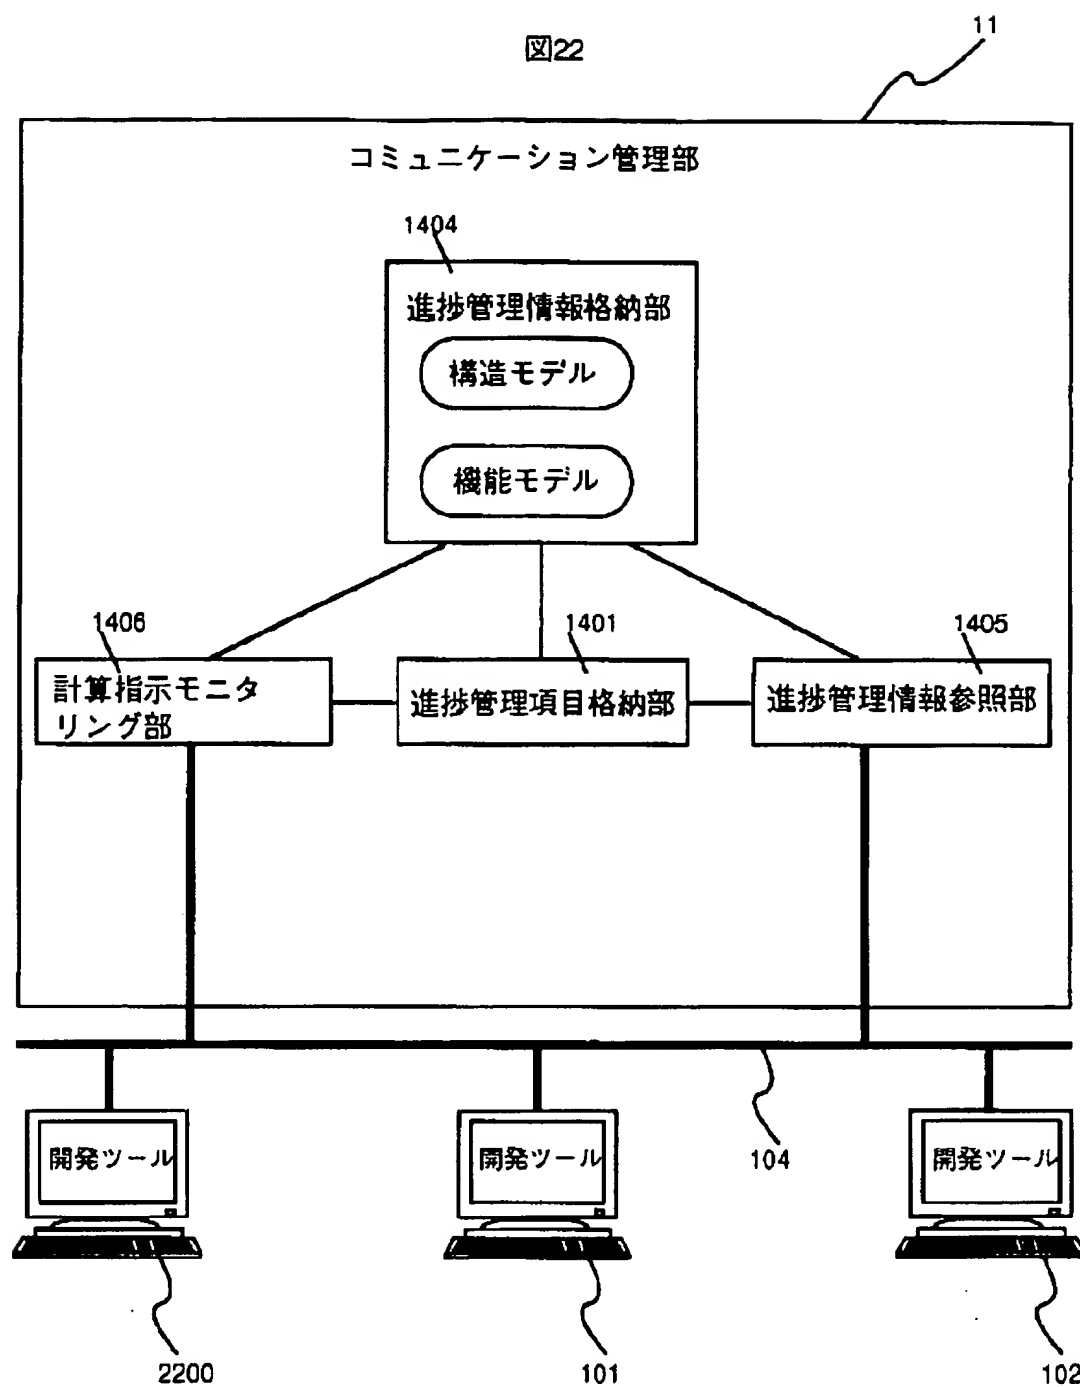 図22
11
コミュニケーション管理部
1404
進捗管理情報格納部
構造モデル
機能モデル
1406
1401
1405
計算指示モニタ
リング部
進捗管理項目格納部
進捗管理情報参照部
開発ツール
開発ツール
開発ツール
104
2200
101
102